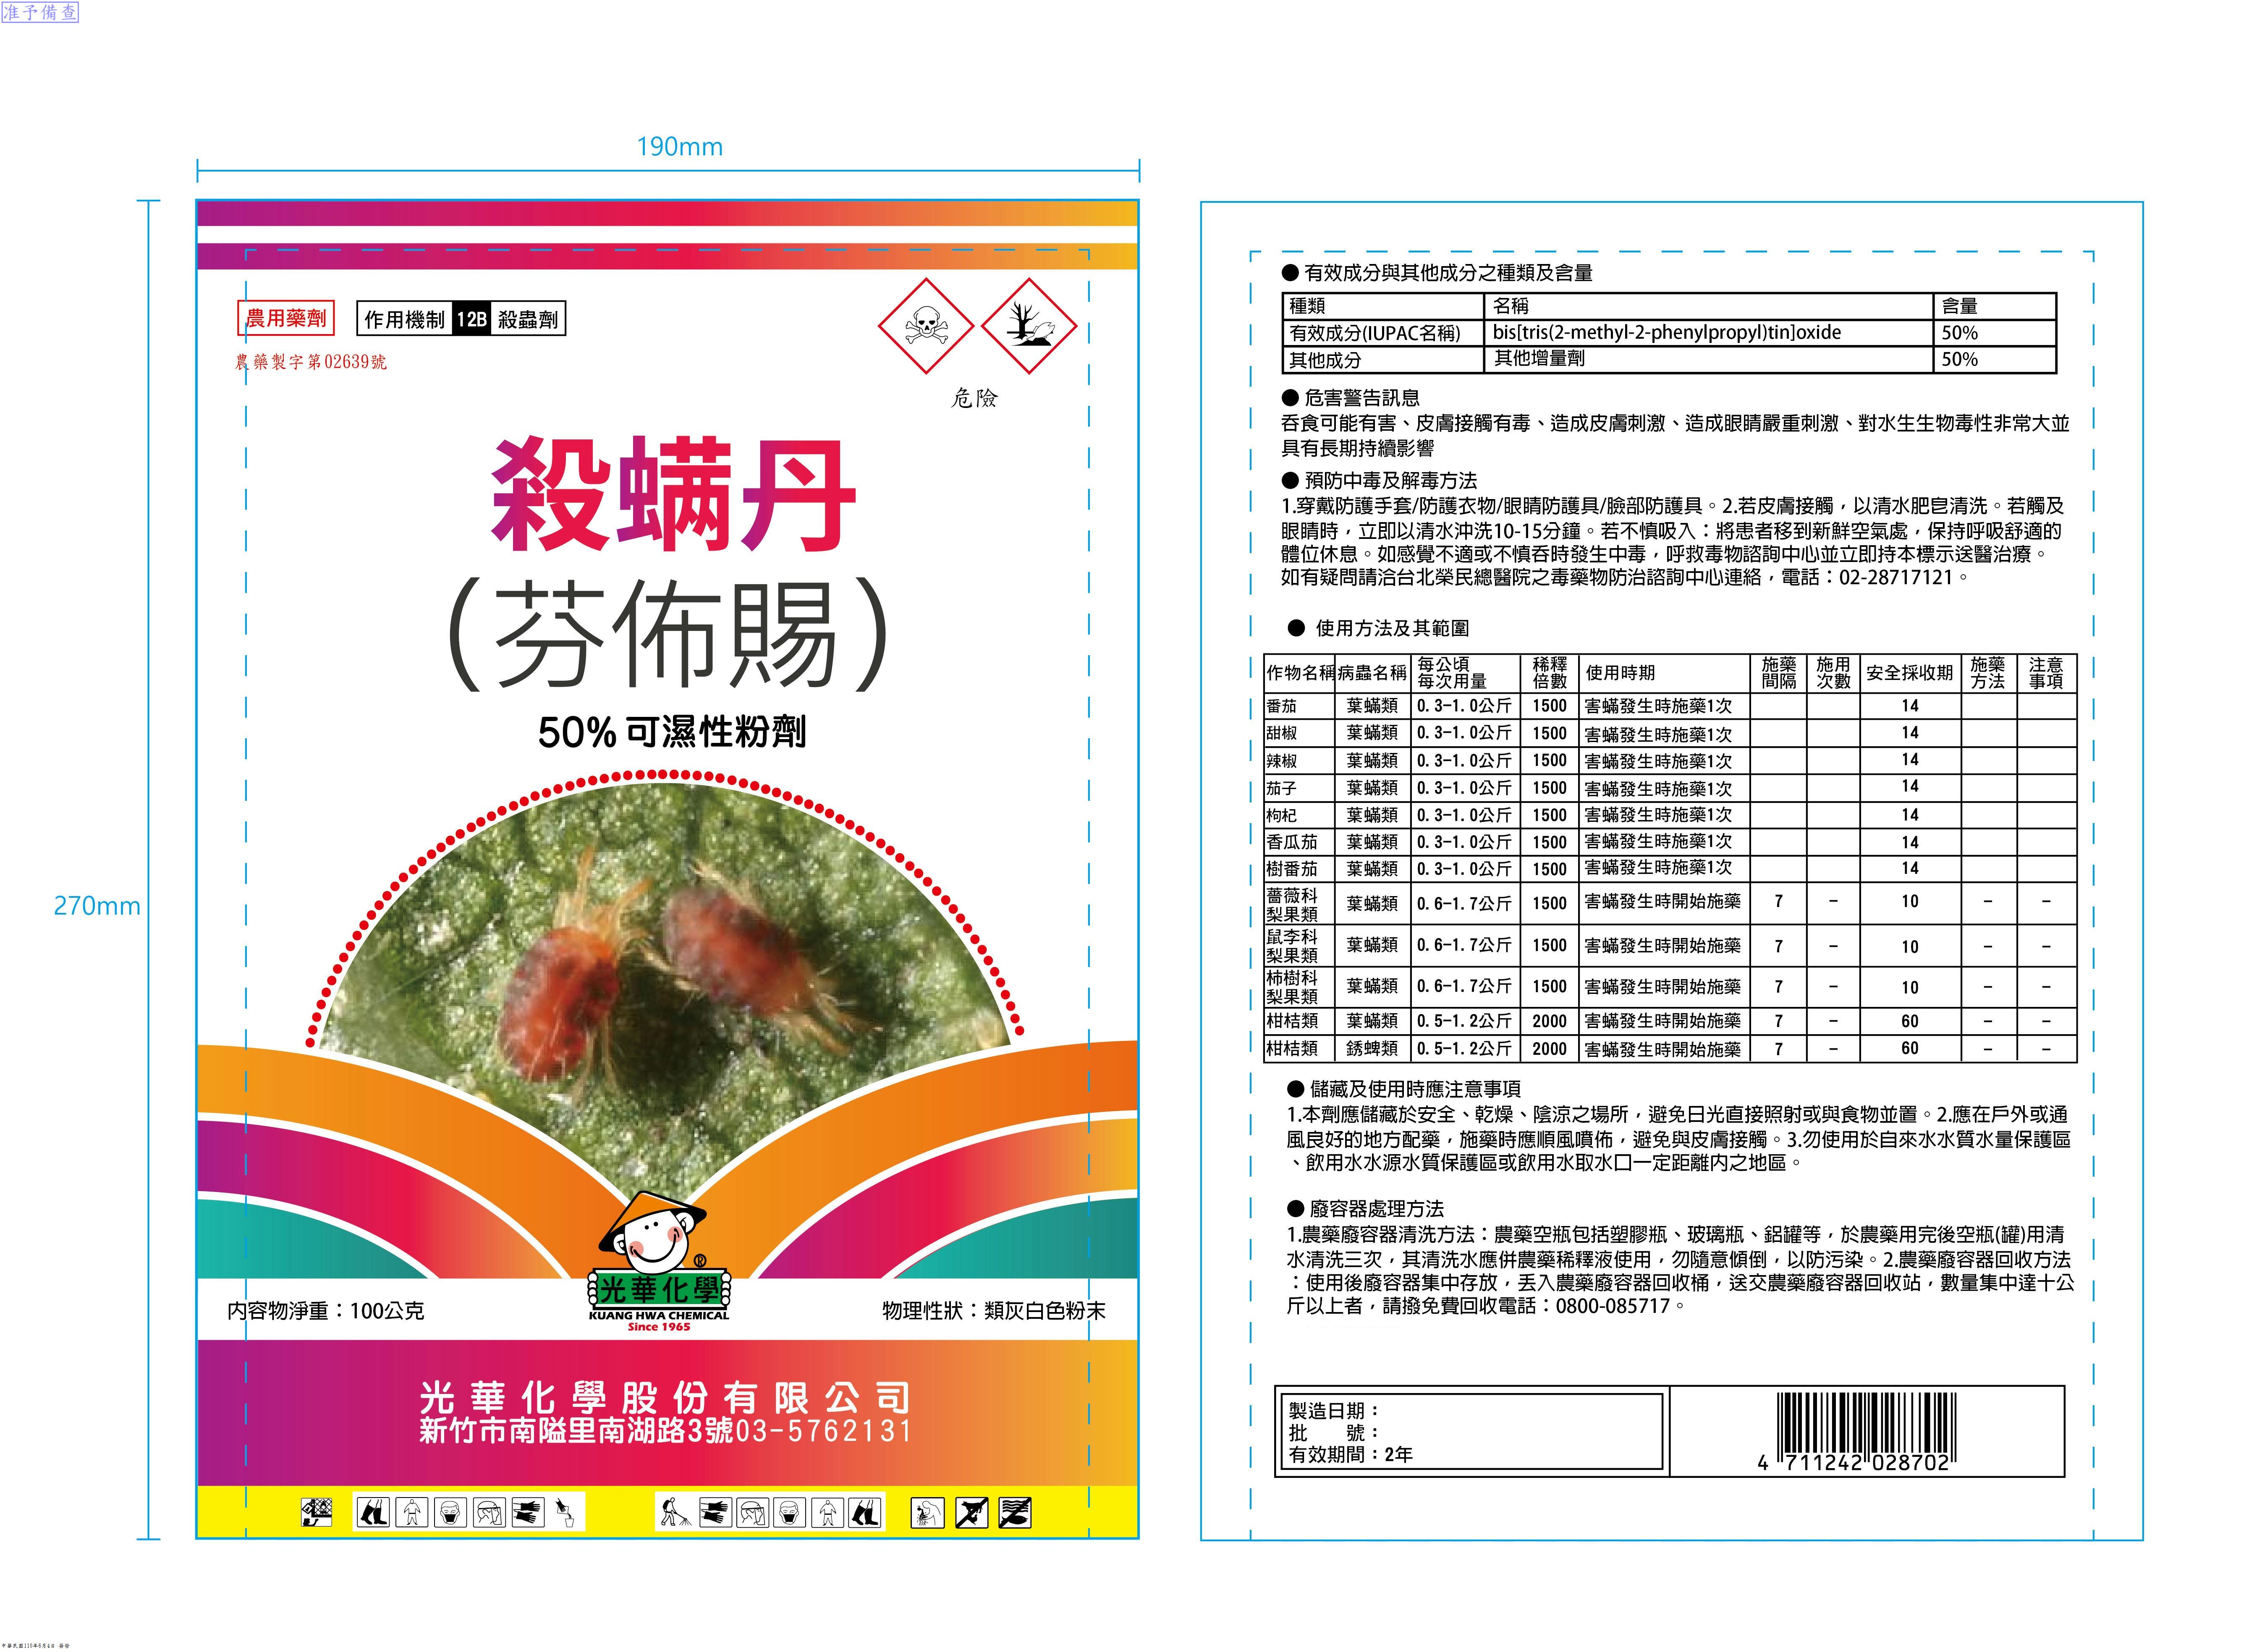 准予備查
190mm
270mm
農用藥劑
作用機制 12B 殺蟲劑
農藥製字第02639號
危險
殺蟎丹
(芬佈賜)
50% 可濕性粉劑
光華化學
®
KUANG HWA CHEMICAL
Since 1965
內容物淨重：100公克
物理性狀：類灰白色粉末
光華化學股份有限公司
新竹市南隘里南湖路3號03-5762131
● 有效成分與其他成分之種類及含量
種類 名稱 含量
有效成分(IUPAC名稱) bis[tris(2-methyl-2-phenylpropyl)tin]oxide 50%
其他成分 其他增量劑 50%
● 危害警告訊息
吞食可能有害、皮膚接觸有毒、造成皮膚刺激、造成眼睛嚴重刺激、對水生生物毒性非常大並
具有長期持續影響
● 預防中毒及解毒方法
1.穿戴防護手套/防護衣物/眼睛防護具/臉部防護具。2.若皮膚接觸，以清水肥皂清洗。若觸及
眼睛時，立即以清水沖洗10-15分鐘。若不慎吸入：將患者移到新鮮空氣處，保持呼吸舒適的
體位休息。如感覺不適或不慎吞時發生中毒，呼救毒物諮詢中心並立即持本標示送醫治療。
如有疑問請洽台北榮民總醫院之毒藥物防治諮詢中心連絡，電話：02-28717121。
● 使用方法及其範圍
作物名稱 病蟲名稱 每公頃每次用量 稀釋倍數 使用時期 施藥間隔 施用次數 安全採收期 施藥方法 注意事項
番茄 葉蟎類 0.3-1.0公斤 1500 害蟎發生時施藥1次 14
甜椒 葉蟎類 0.3-1.0公斤 1500 害蟎發生時施藥1次 14
辣椒 葉蟎類 0.3-1.0公斤 1500 害蟎發生時施藥1次 14
茄子 葉蟎類 0.3-1.0公斤 1500 害蟎發生時施藥1次 14
枸杞 葉蟎類 0.3-1.0公斤 1500 害蟎發生時施藥1次 14
香瓜茄 葉蟎類 0.3-1.0公斤 1500 害蟎發生時施藥1次 14
樹番茄 葉蟎類 0.3-1.0公斤 1500 害蟎發生時施藥1次 14
薔薇科梨果類 葉蟎類 0.6-1.7公斤 1500 害蟎發生時開始施藥 7 － 10 － －
鼠李科梨果類 葉蟎類 0.6-1.7公斤 1500 害蟎發生時開始施藥 7 － 10 － －
柿樹科梨果類 葉蟎類 0.6-1.7公斤 1500 害蟎發生時開始施藥 7 － 10 － －
柑桔類 葉蟎類 0.5-1.2公斤 2000 害蟎發生時開始施藥 7 － 60 － －
柑桔類 銹蜱類 0.5-1.2公斤 2000 害蟎發生時開始施藥 7 － 60 － －
● 儲藏及使用時應注意事項
1.本劑應儲藏於安全、乾燥、陰涼之場所，避免日光直接照射或與食物並置。2.應在戶外或通
風良好的地方配藥，施藥時應順風噴佈，避免與皮膚接觸。3.勿使用於自來水水質水量保護區
、飲用水水源水質保護區或飲用水取水口一定距離內之地區。
● 廢容器處理方法
1.農藥廢容器清洗方法：農藥空瓶包括塑膠瓶、玻璃瓶、鋁罐等，於農藥用完後空瓶(罐)用清
水清洗三次，其清洗水應併農藥稀釋液使用，勿隨意傾倒，以防污染。2.農藥廢容器回收方法
：使用後廢容器集中存放，丟入農藥廢容器回收桶，送交農藥廢容器回收站，數量集中達十公
斤以上者，請撥免費回收電話：0800-085717。
製造日期：
批　　號：
有效期間：2年
4 711242 028702